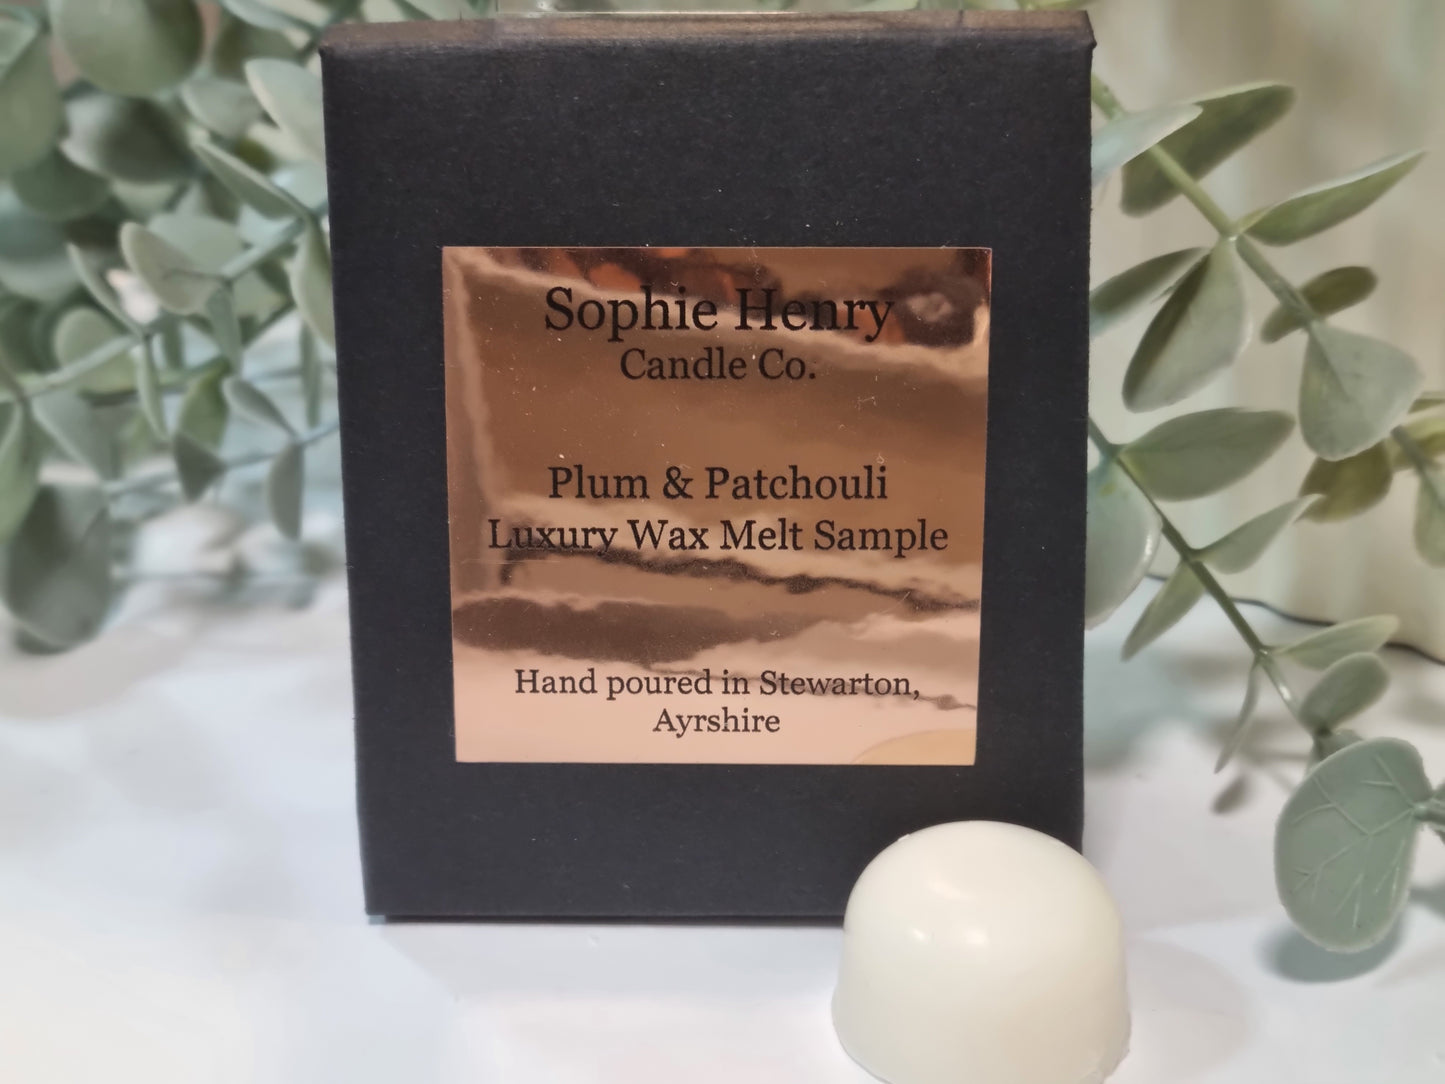 Sophie Henry
Candle Co.
Plum & Patchouli
Luxury Wax Melt Sample
Hand poured in Stewarton,
Ayrshire